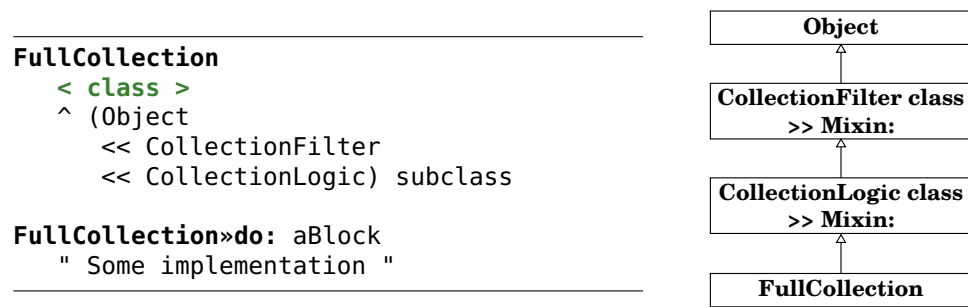 FullCollection
< class >
^ (Object
<< CollectionFilter
<< CollectionLogic) subclass
FullCollection»do: aBlock
" Some implementation "
Object
CollectionFilter class
>> Mixin:
CollectionLogic class
>> Mixin:
FullCollection